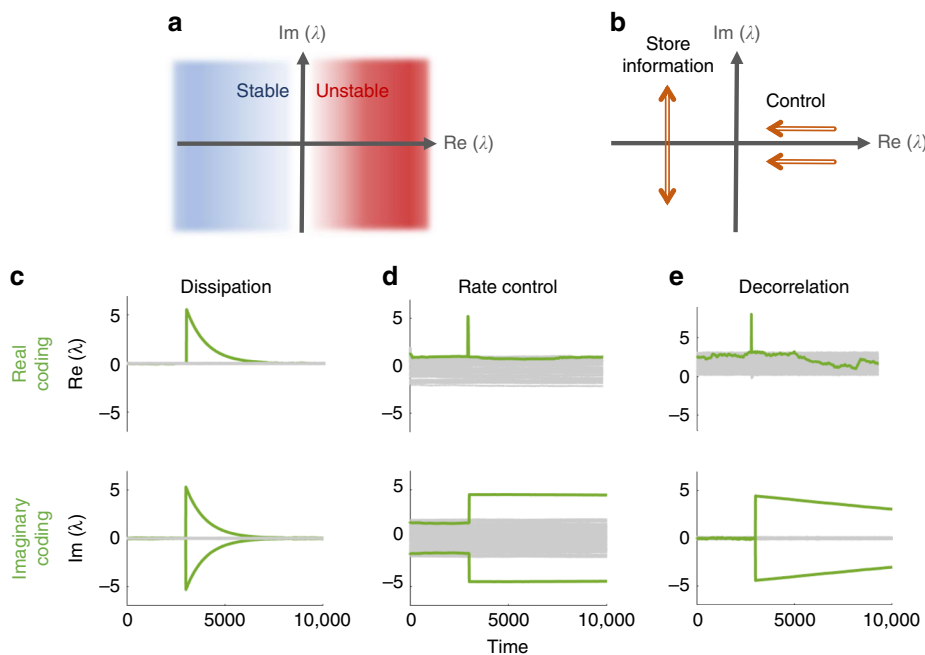 a
Im (λ)
Stable
Unstable
Re (λ)
b
Im (λ)
Store
information
Control
Re (λ)
c
Dissipation
d
Rate control
e
Decorrelation
Real
coding
Re (λ)
5
0
−5
5
0
−5
5
0
−5
Imaginary
coding
Im (λ)
5
0
−5
0
5000
10,000
5
0
−5
0
5000
10,000
5
0
−5
0
5000
10,000
Time